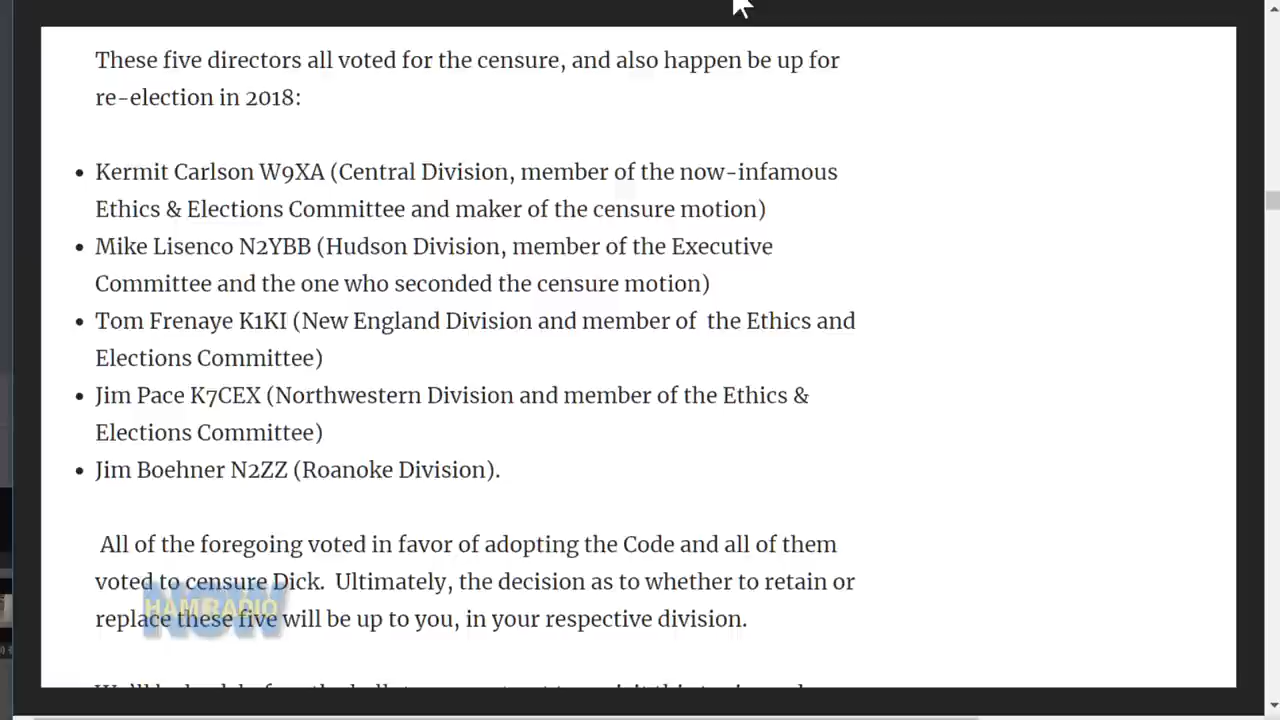 These five directors all voted for the censure, and also happen be up for
re-election in 2018:
• Kermit Carlson W9XA (Central Division, member of the now-infamous
Ethics & Elections Committee and maker of the censure motion)
• Mike Lisenco N2YBB (Hudson Division, member of the Executive
Committee and the one who seconded the censure motion)
• Tom Frenaye K1KI (New England Division and member of  the Ethics and
Elections Committee)
• Jim Pace K7CEX (Northwestern Division and member of the Ethics &
Elections Committee)
• Jim Boehner N2ZZ (Roanoke Division).
All of the foregoing voted in favor of adopting the Code and all of them
voted to censure Dick.  Ultimately, the decision as to whether to retain or
replace these five will be up to you, in your respective division.
HAM RADIO
NOW